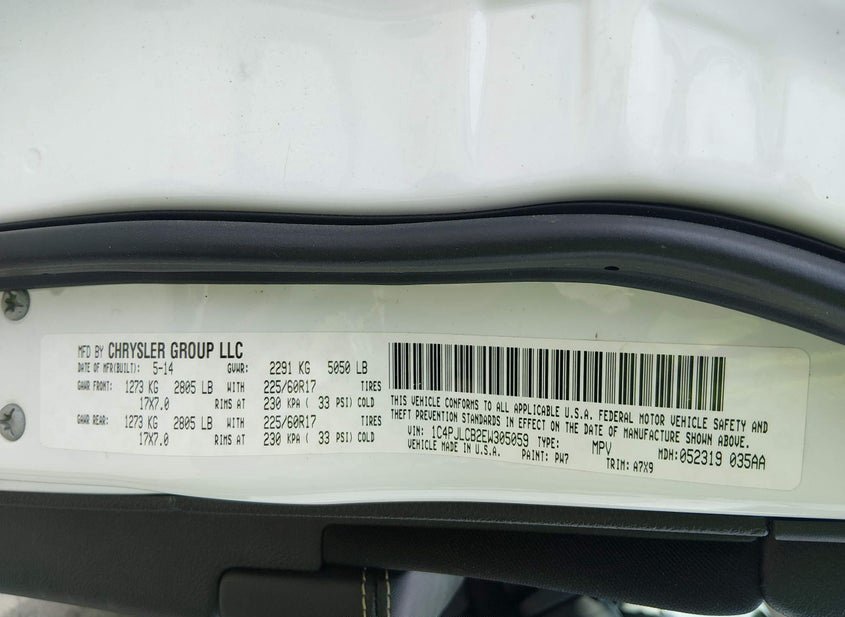 MFD BY CHRYSLER GROUP LLC
DATE OF MFR(BUILT): 5-14 GVWR: 2291 KG 5050 LB
GAWR FRONT: 1273 KG 2805 LB WITH 225/60R17 TIRES
17X7.0 RIMS AT 230 KPA ( 33 PSI) COLD
GAWR REAR: 1273 KG 2805 LB WITH 225/60R17 TIRES
17X7.0 RIMS AT 230 KPA ( 33 PSI) COLD
THIS VEHICLE CONFORMS TO ALL APPLICABLE U.S.A. FEDERAL MOTOR VEHICLE SAFETY AND
THEFT PREVENTION STANDARDS IN EFFECT ON THE DATE OF MANUFACTURE SHOWN ABOVE.
VIN: 1C4PJLCB2EW305059 TYPE: MPV MDH: 052319 035AA
VEHICLE MADE IN U.S.A. PAINT: PW7 TRIM: A7X9